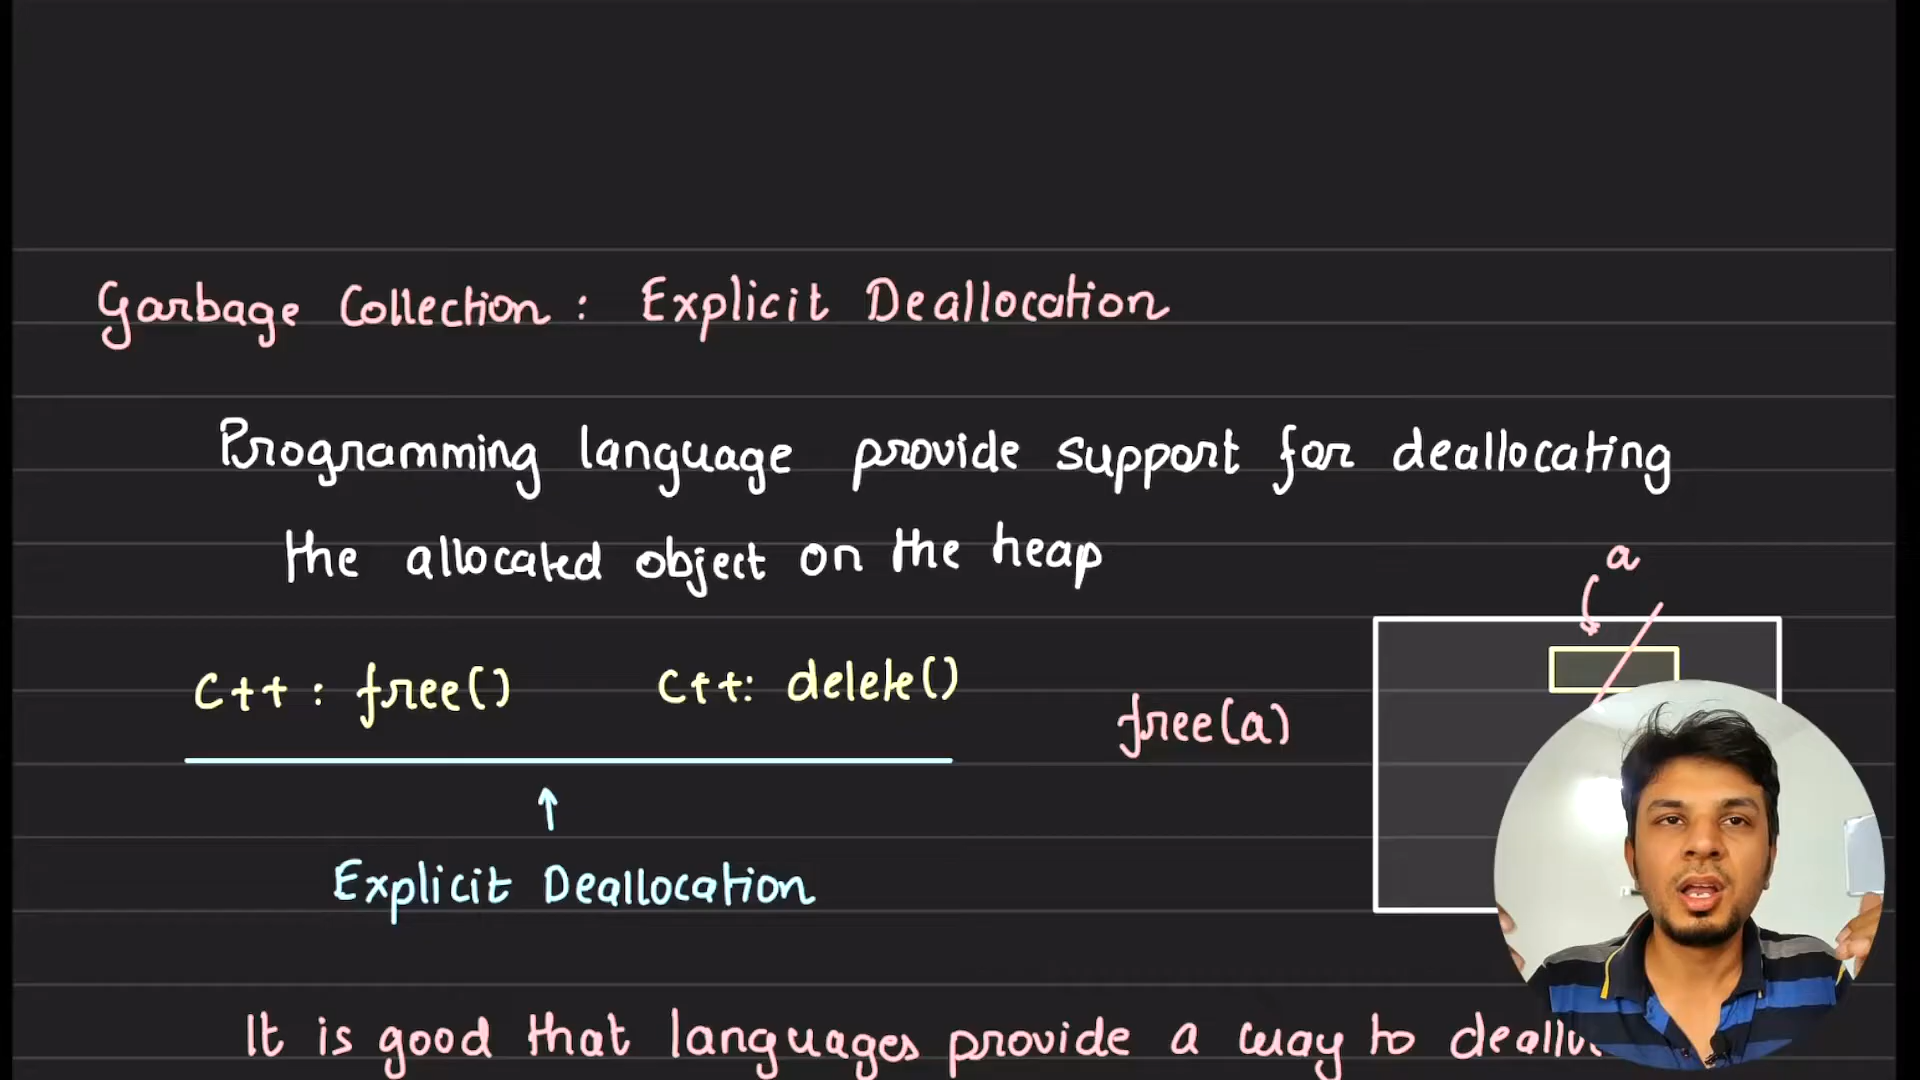 Garbage Collection : Explicit Deallocation
Programming language provide support for deallocating
the allocated object on the heap
a
C++ : free() C++: delete()
free(a)
↑
Explicit Deallocation
It is good that languages provide a way to